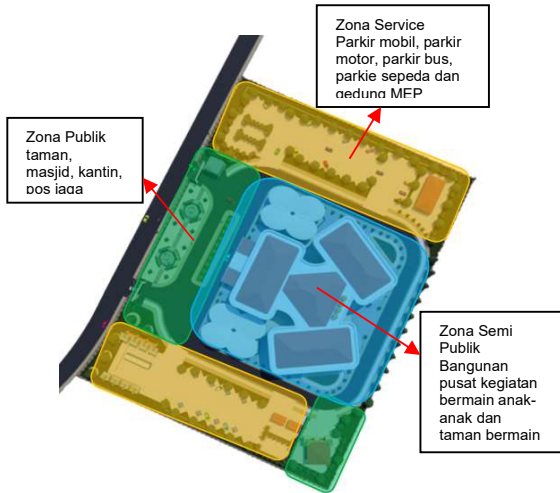 Zona Service
Parkir mobil, parkir
motor, parkir bus,
parkie sepeda dan
gedung MEP
Zona Publik
taman,
masjid, kantin,
pos jaga
Zona Semi
Publik
Bangunan
pusat kegiatan
bermain anak-
anak dan
taman bermain